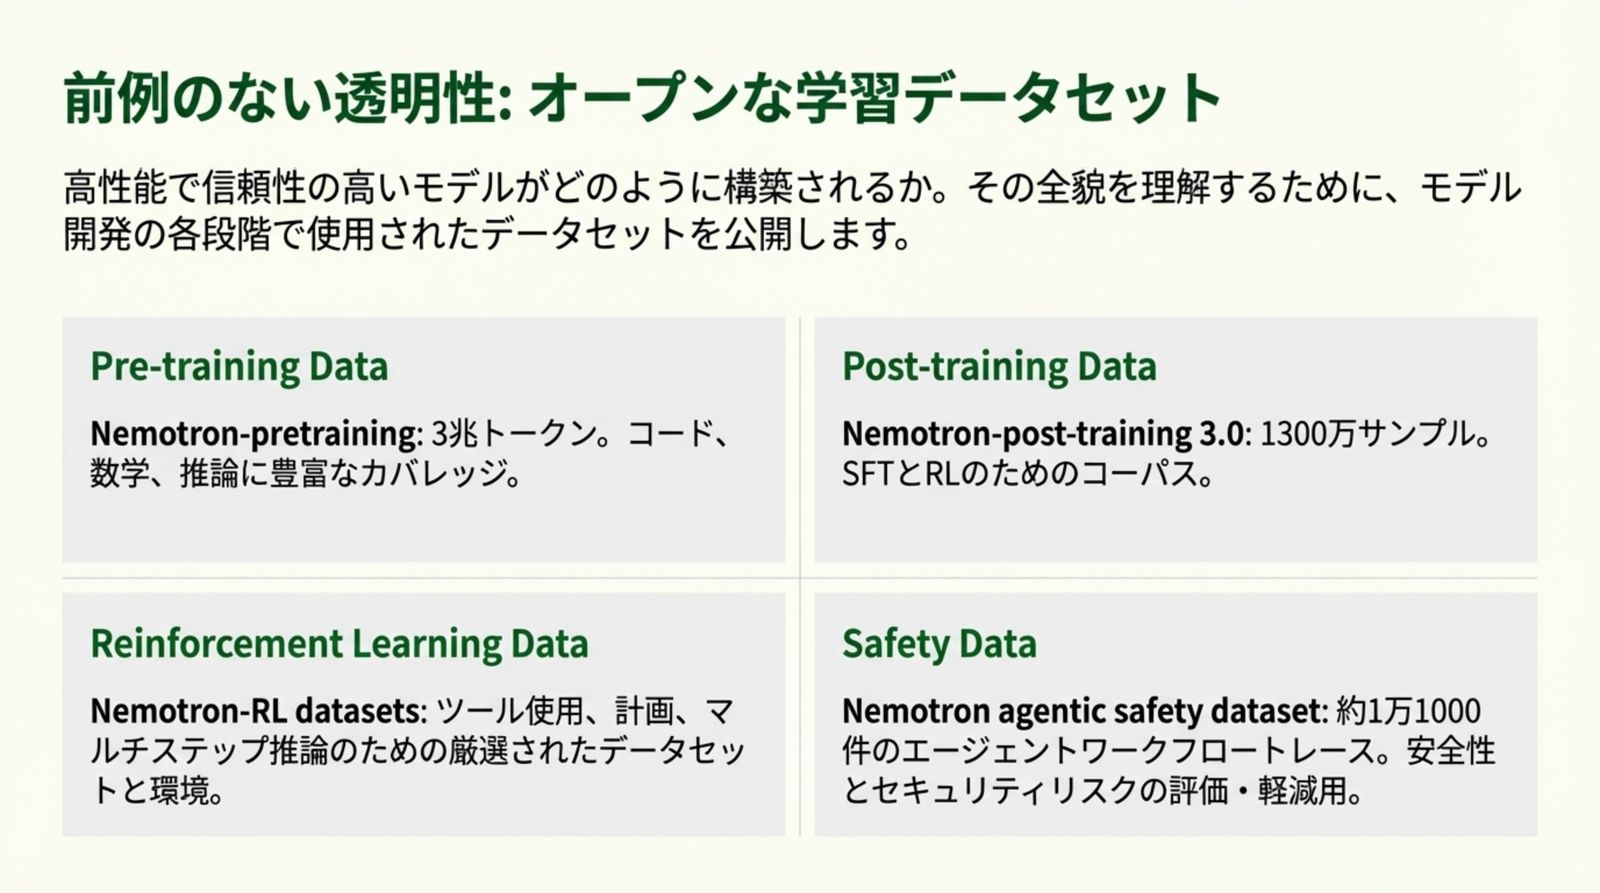 前例のない透明性: オープンな学習データセット
高性能で信頼性の高いモデルがどのように構築されるか。その全貌を理解するために、モデル
開発の各段階で使用されたデータセットを公開します。
Pre-training Data
Nemotron-pretraining: 3兆トークン。コード、
数学、推論に豊富なカバレッジ。
Post-training Data
Nemotron-post-training 3.0: 1300万サンプル。
SFTとRLのためのコーパス。
Reinforcement Learning Data
Nemotron-RL datasets: ツール使用、計画、マ
ルチステップ推論のための厳選されたデータセッ
トと環境。
Safety Data
Nemotron agentic safety dataset: 約1万1000
件のエージェントワークフロートレース。安全性
とセキュリティリスクの評価・軽減用。